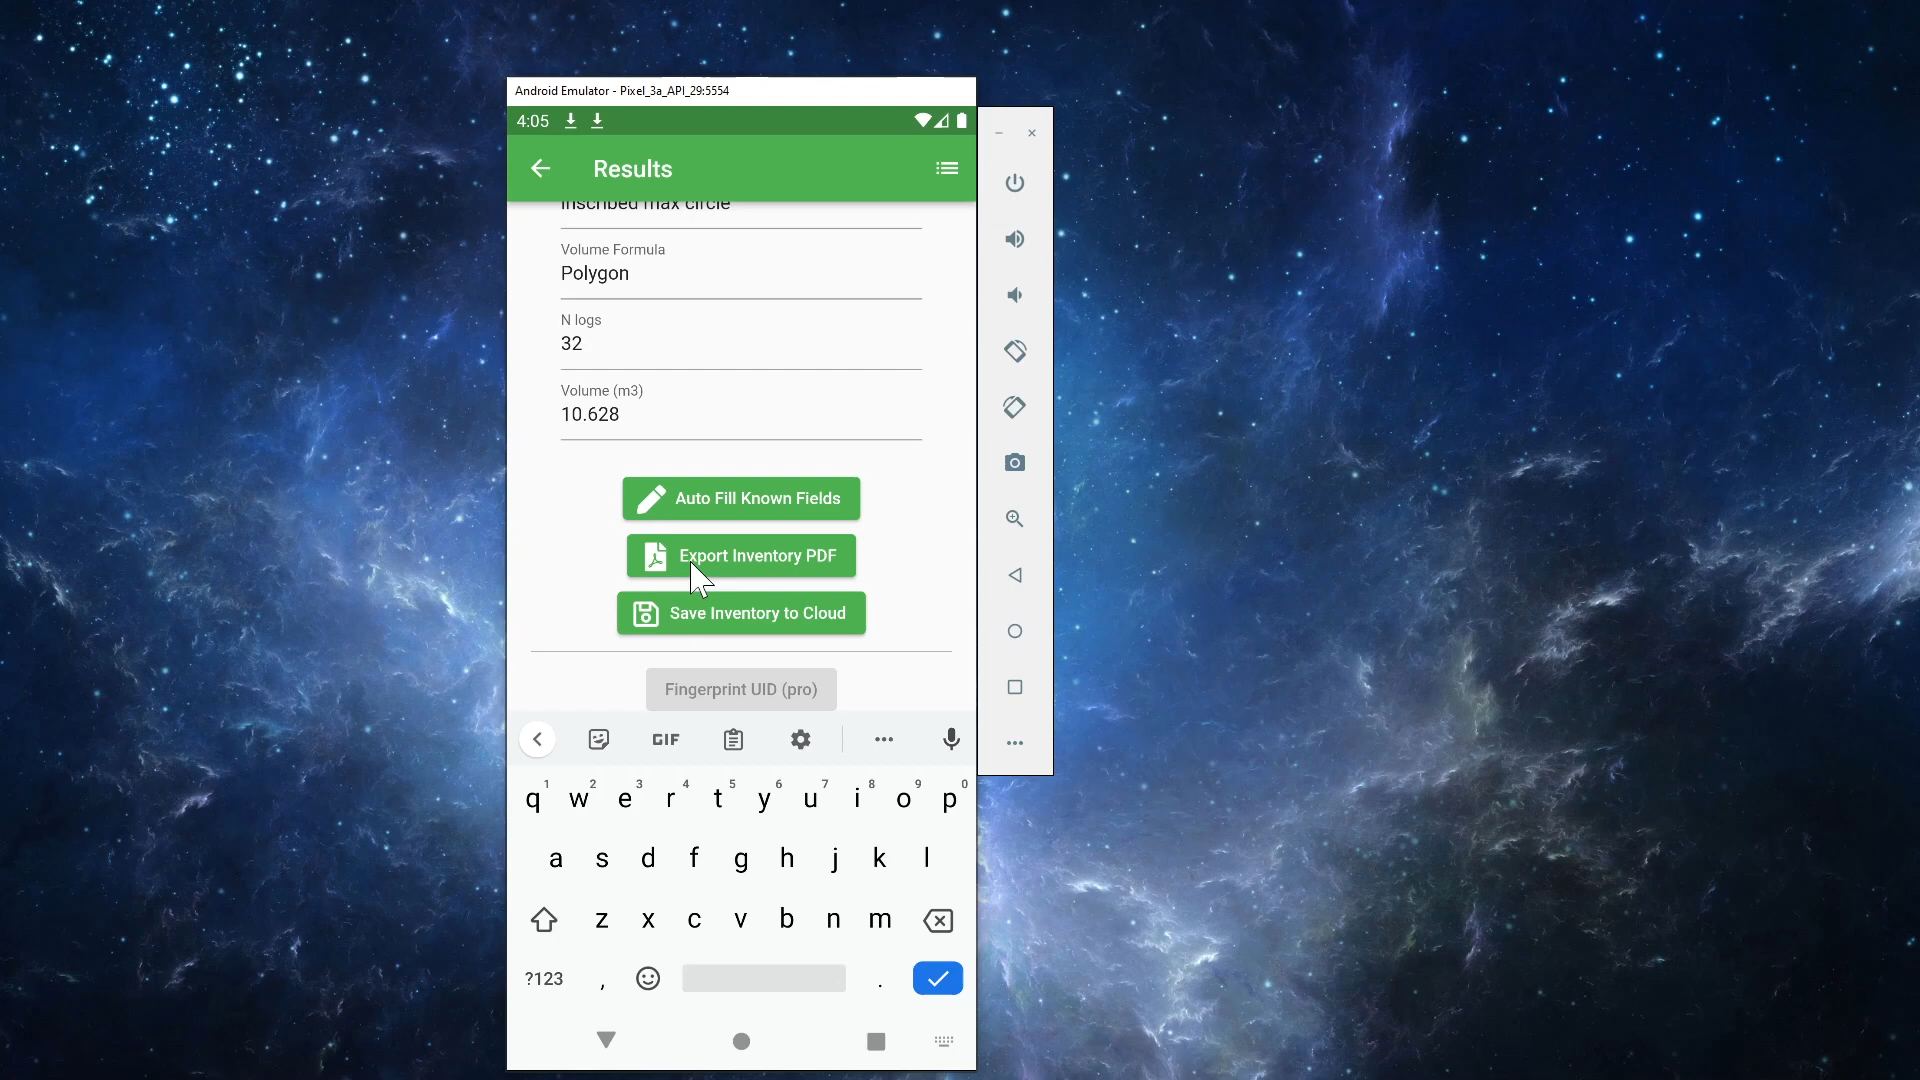 Android Emulator - Pixel_3a_API_29:5554
4:05
Results
Inscribed max circle
Volume Formula
Polygon
N logs
32
Volume (m3)
10.628
Auto Fill Known Fields
Export Inventory PDF
Save Inventory to Cloud
Fingerprint UID (pro)
GIF
1 2 3 4 5 6 7 8 9 0
q w e r t y u i o p
a s d f g h j k l
z x c v b n m
?123 , .